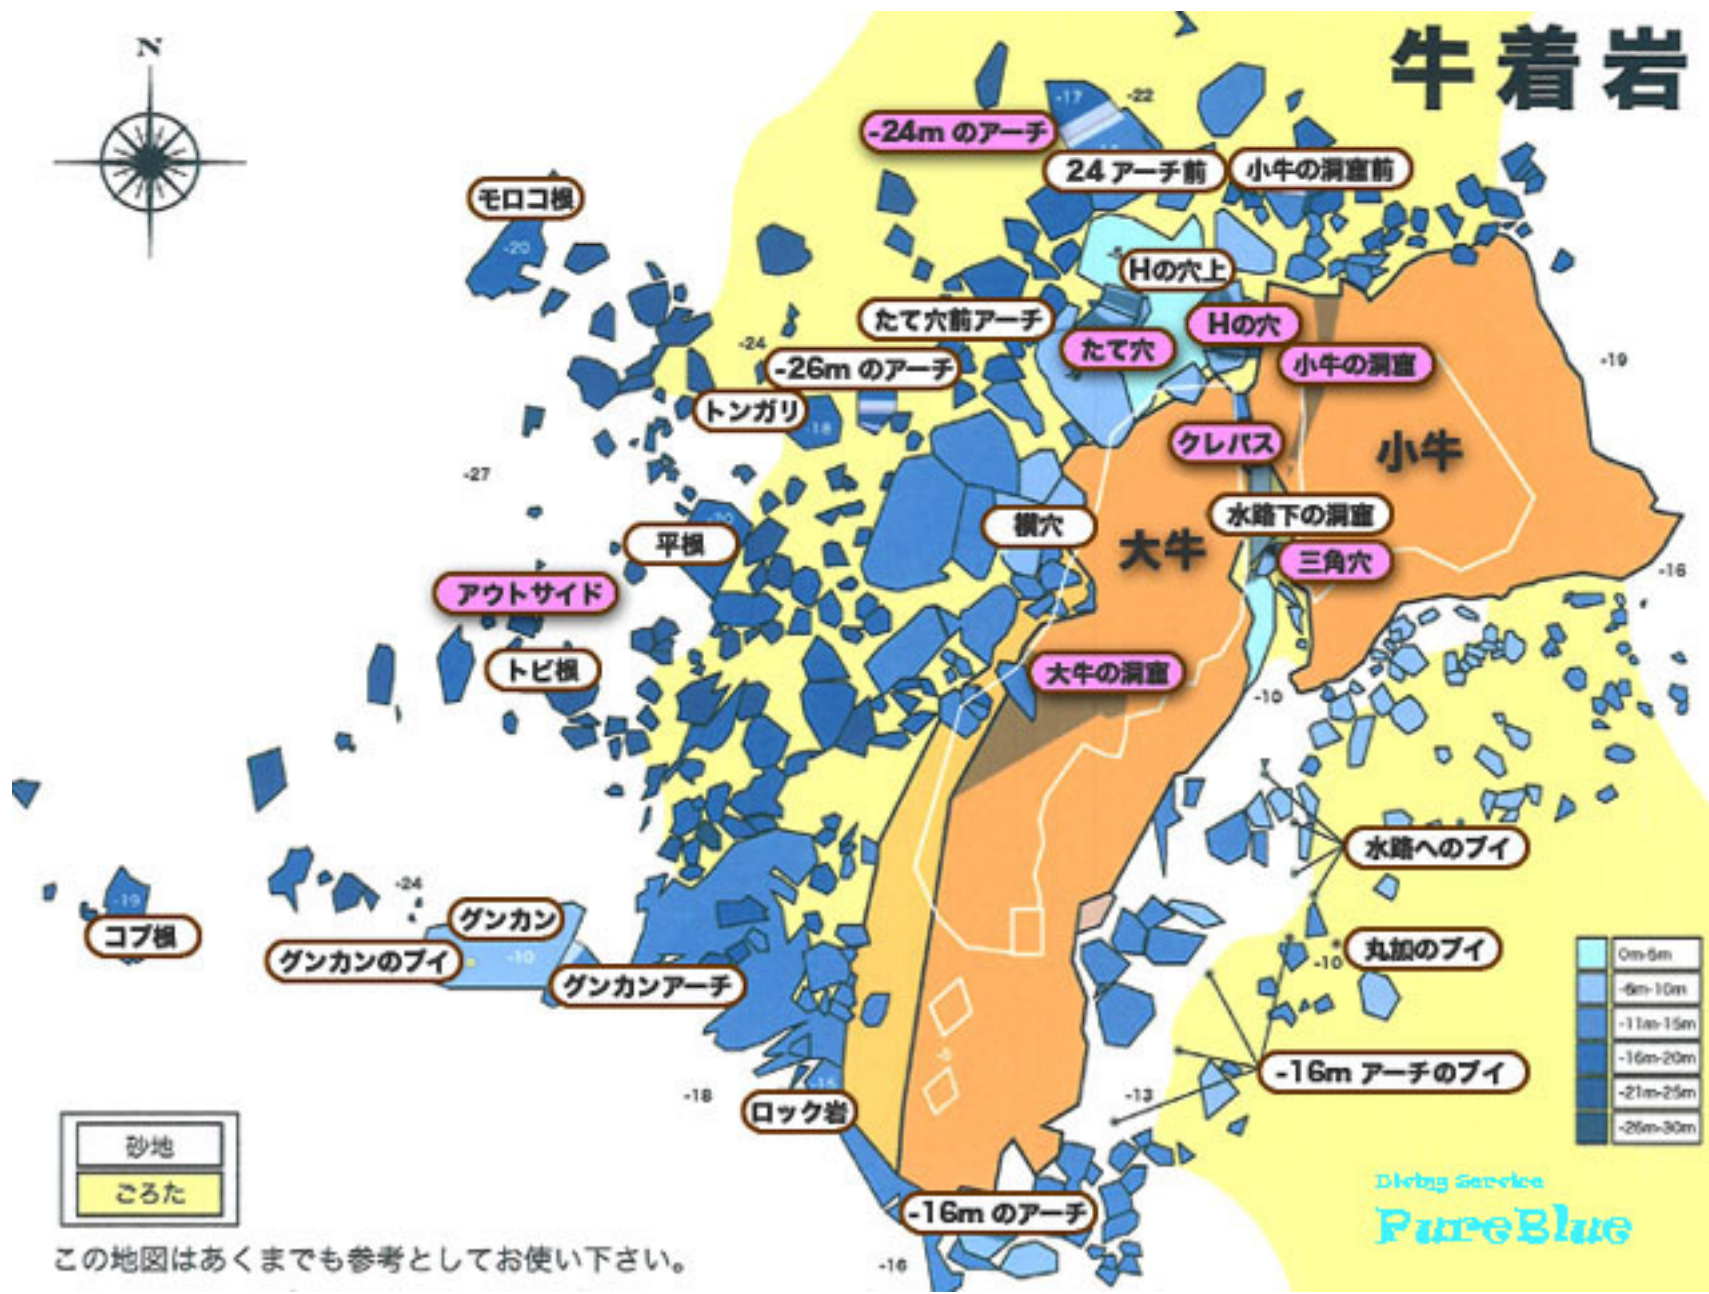 牛着岩
N
-17
-22
-24m のアーチ
24 アーチ前
小牛の洞窟前
モロコ根
-20
Hの穴上
たて穴前アーチ
Hの穴
たて穴
-24
-26m のアーチ
小牛の洞窟
-19
トンガリ
-18
クレバス
小牛
-27
横穴
水路下の洞窟
平根
大牛
三角穴
-16
アウトサイド
トビ根
大牛の洞窟
-10
水路へのブイ
-24
-19
コブ根
グンカン
グンカンのブイ
-10
グンカンアーチ
丸加のブイ
-10
0m-5m
-6m-10m
-11m-15m
-16m-20m
-21m-25m
-26m-30m
-16m アーチのブイ
-15
-18
-13
ロック岩
砂地
ごろた
-16m のアーチ
-16
この地図はあくまでも参考としてお使い下さい。
Diving Service
PureBlue